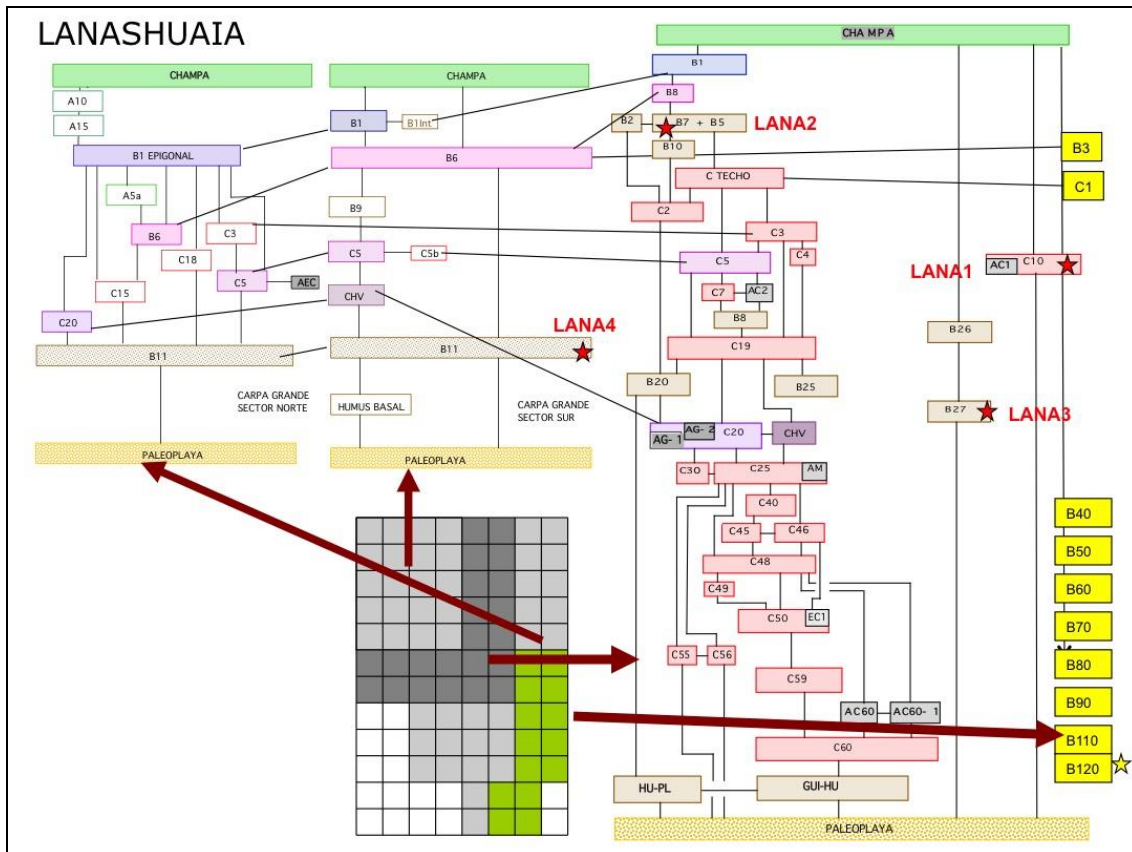 LANASHUAIA
CHAMPA
A10
A15
B1 EPIGONAL
A5a
B6
C3
C18
C5
AEC
C15
C20
B11
CARPA GRANDE
SECTOR NORTE
PALEOPLAYA
CHAMPA
B1
B1Int
B6
B9
C5
C5b
CHV
LANA4
B11
HUMUS BASAL
CARPA GRANDE
SECTOR SUR
PALEOPLAYA
CHA MPA
B1
B8
B2
B7 + B5
LANA2
B10
C TECHO
C2
C3
C4
C5
C7
AC2
B8
C19
B20
B25
AG- 1
AG- 2
C20
CHV
C30
C25
AM
C40
C45
C46
C48
C49
C50
EC1
C55
C56
C59
AC60
AC60- 1
C60
HU-PL
GUI-HU
PALEOPLAYA
LANA1
AC1
C10
B26
B27
LANA3
B3
C1
B40
B50
B60
B70
B80
B90
B110
B120